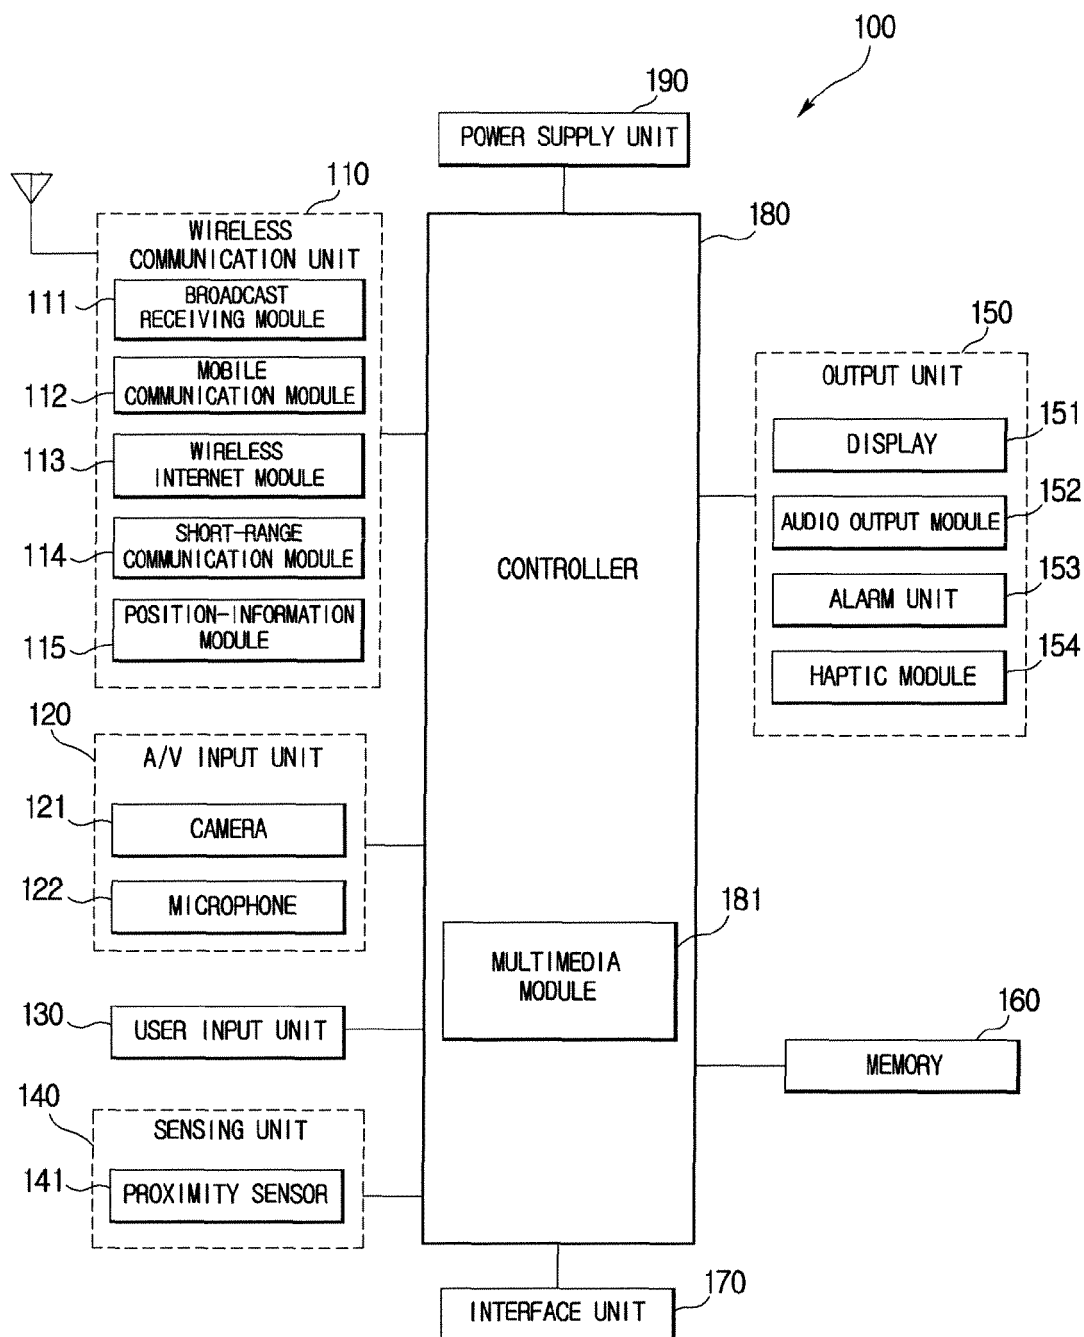 100
190
POWER SUPPLY UNIT
110
WIRELESS
COMMUNICATION UNIT
111
BROADCAST
RECEIVING MODULE
112
MOBILE
COMMUNICATION MODULE
113
WIRELESS
INTERNET MODULE
114
SHORT-RANGE
COMMUNICATION MODULE
115
POSITION-INFORMATION
MODULE
120
A/V INPUT UNIT
121
CAMERA
122
MICROPHONE
130
USER INPUT UNIT
140
SENSING UNIT
141
PROXIMITY SENSOR
180
CONTROLLER
181
MULTIMEDIA
MODULE
150
OUTPUT UNIT
151
DISPLAY
152
AUDIO OUTPUT MODULE
153
ALARM UNIT
154
HAPTIC MODULE
160
MEMORY
170
INTERFACE UNIT